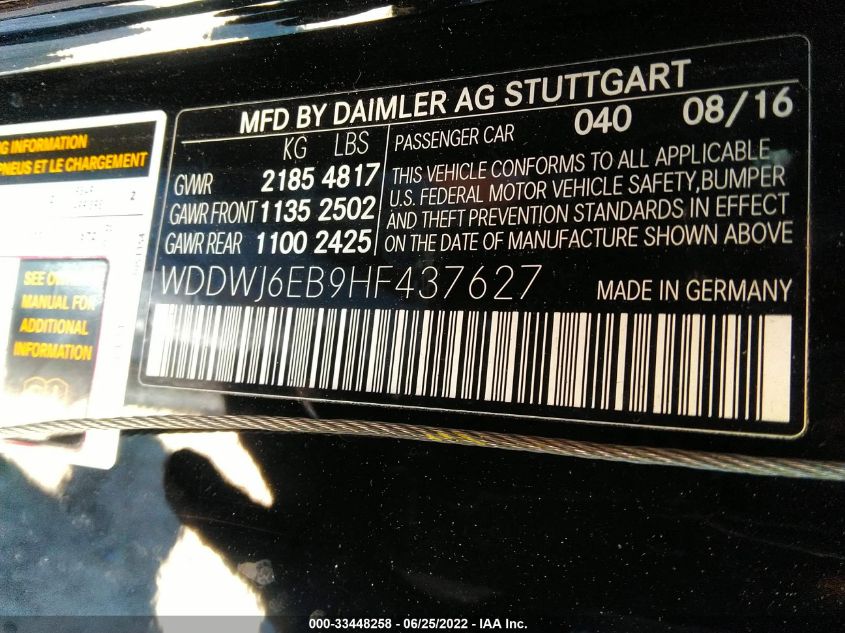 MFD BY DAIMLER AG STUTTGART
040 08/16
KG LBS
GVWR 2185 4817
GAWR FRONT 1135 2502
GAWR REAR 1100 2425
PASSENGER CAR
THIS VEHICLE CONFORMS TO ALL APPLICABLE
U.S. FEDERAL MOTOR VEHICLE SAFETY, BUMPER
AND THEFT PREVENTION STANDARDS IN EFFECT
ON THE DATE OF MANUFACTURE SHOWN ABOVE
WDDWJ6EB9HF437627
MADE IN GERMANY
INFORMATION
PNEUS ET LE CHARGEMENT
2
SEE
MANUAL FOR
ADDITIONAL
INFORMATION
000-33448258 - 06/25/2022 - IAA Inc.